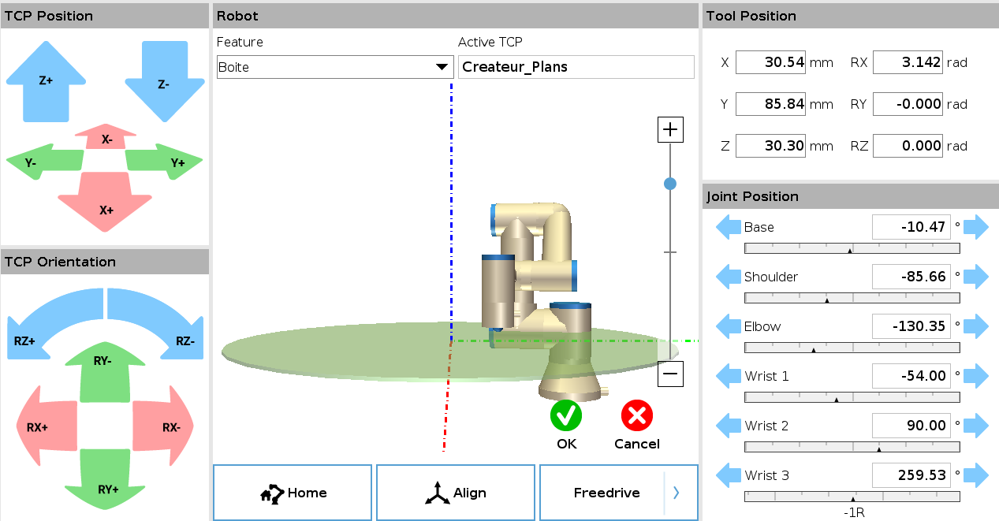 TCP Position
Z+
Z-
X-
Y-
Y+
X+
TCP Orientation
RZ+
RZ-
RY-
RX+
RX-
RY+
Robot
Feature
Active TCP
Boite
Createur_Plans
+
−
OK
Cancel
Home
Align
Freedrive
Tool Position
X 30.54 mm RX 3.142 rad
Y 85.84 mm RY -0.000 rad
Z 30.30 mm RZ 0.000 rad
Joint Position
Base -10.47 °
Shoulder -85.66 °
Elbow -130.35 °
Wrist 1 -54.00 °
Wrist 2 90.00 °
Wrist 3 259.53 °
-1R